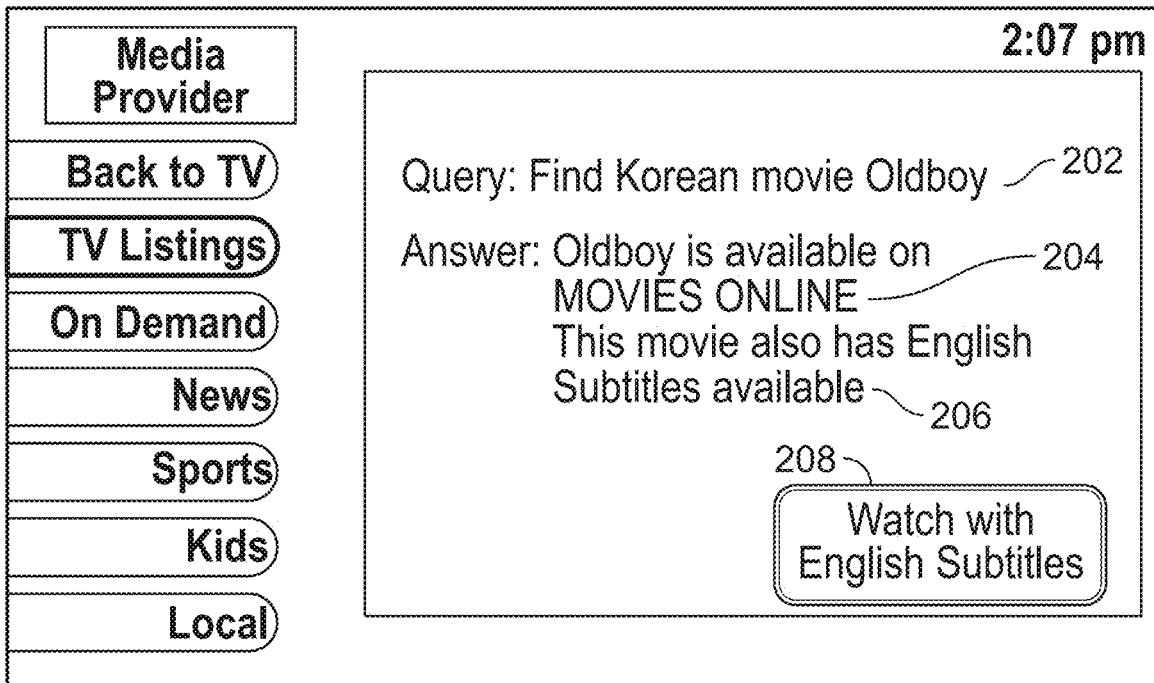 2:07 pm
Media
Provider
Back to TV
TV Listings
On Demand
News
Sports
Kids
Local
Query: Find Korean movie Oldboy 202
Answer: Oldboy is available on 204
MOVIES ONLINE
This movie also has English
Subtitles available 206
208
Watch with
English Subtitles